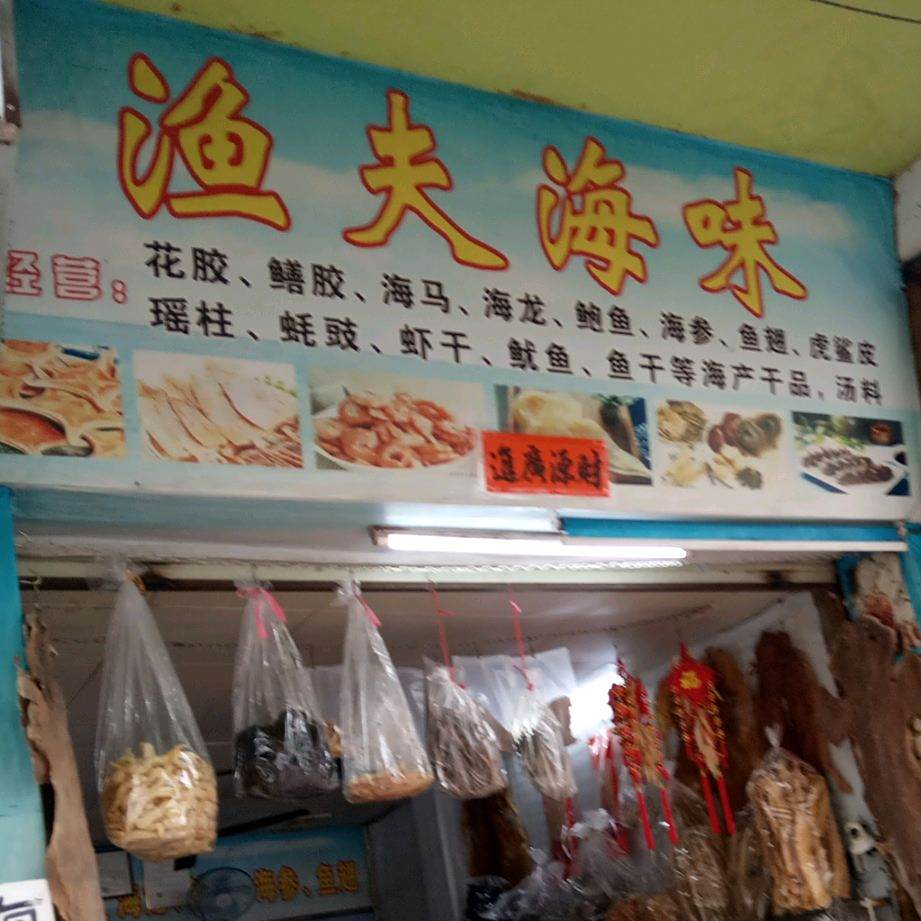 渔夫海味
经营：
花胶、鳝胶、海马、海龙、鲍鱼、海参、鱼翅、虎鲨皮
瑶柱、蚝豉、虾干、鱿鱼、鱼干等海产干品，汤料
進廣源财
海参、鱼翅